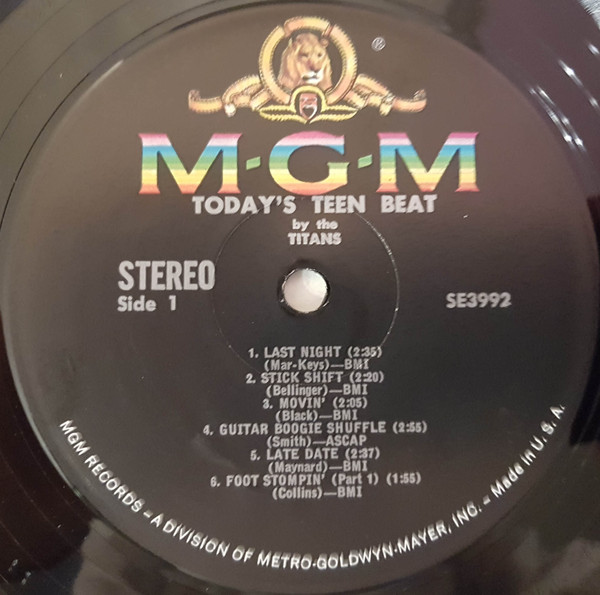 ®
M·G·M
TODAY'S TEEN BEAT
by the
TITANS
STEREO
Side 1
SE3992
1. LAST NIGHT (2:35)
(Mar-Keys)—BMI
2. STICK SHIFT (2:20)
(Bellinger)—BMI
3. MOVIN' (2:05)
(Black)—BMI
4. GUITAR BOOGIE SHUFFLE (2:55)
(Smith)—ASCAP
5. LATE DATE (2:37)
(Maynard)—BMI
6. FOOT STOMPIN' (Part 1) (1:55)
(Collins)—BMI
MGM RECORDS – A DIVISION OF METRO-GOLDWYN-MAYER, INC. – Made in U. S. A.